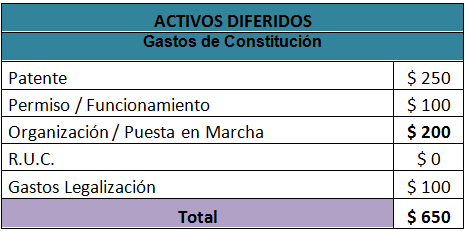 ACTIVOS DIFERIDOS
Gastos de Constitución
Patente $ 250
Permiso / Funcionamiento $ 100
Organización / Puesta en Marcha $ 200
R.U.C. $ 0
Gastos Legalización $ 100
Total $ 650